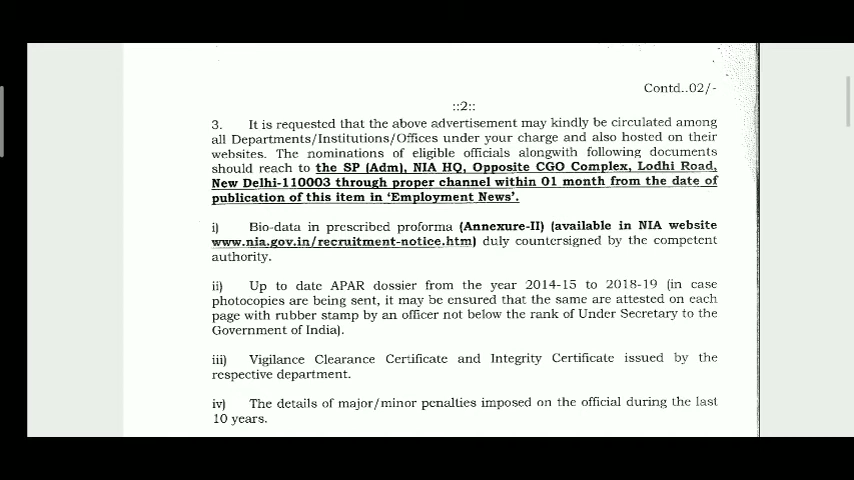 Contd..02/-
::2::
3. It is requested that the above advertisement may kindly be circulated among
all Departments/Institutions/Offices under your charge and also hosted on their
websites. The nominations of eligible officials alongwith following documents
should reach to the SP (Adm), NIA HQ, Opposite CGO Complex, Lodhi Road,
New Delhi-110003 through proper channel within 01 month from the date of
publication of this item in 'Employment News'.
i) Bio-data in prescribed proforma (Annexure-II) (available in NIA website
www.nia.gov.in/recruitment-notice.htm) duly countersigned by the competent
authority.
ii) Up to date APAR dossier from the year 2014-15 to 2018-19 (in case
photocopies are being sent, it may be ensured that the same are attested on each
page with rubber stamp by an officer not below the rank of Under Secretary to the
Government of India).
iii) Vigilance Clearance Certificate and Integrity Certificate issued by the
respective department.
iv) The details of major/minor penalties imposed on the official during the last
10 years.